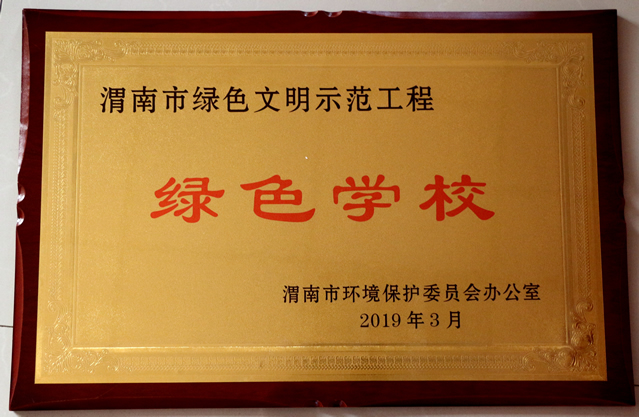 渭南市绿色文明示范工程
绿色学校
渭南市环境保护委员会办公室
2019年3月